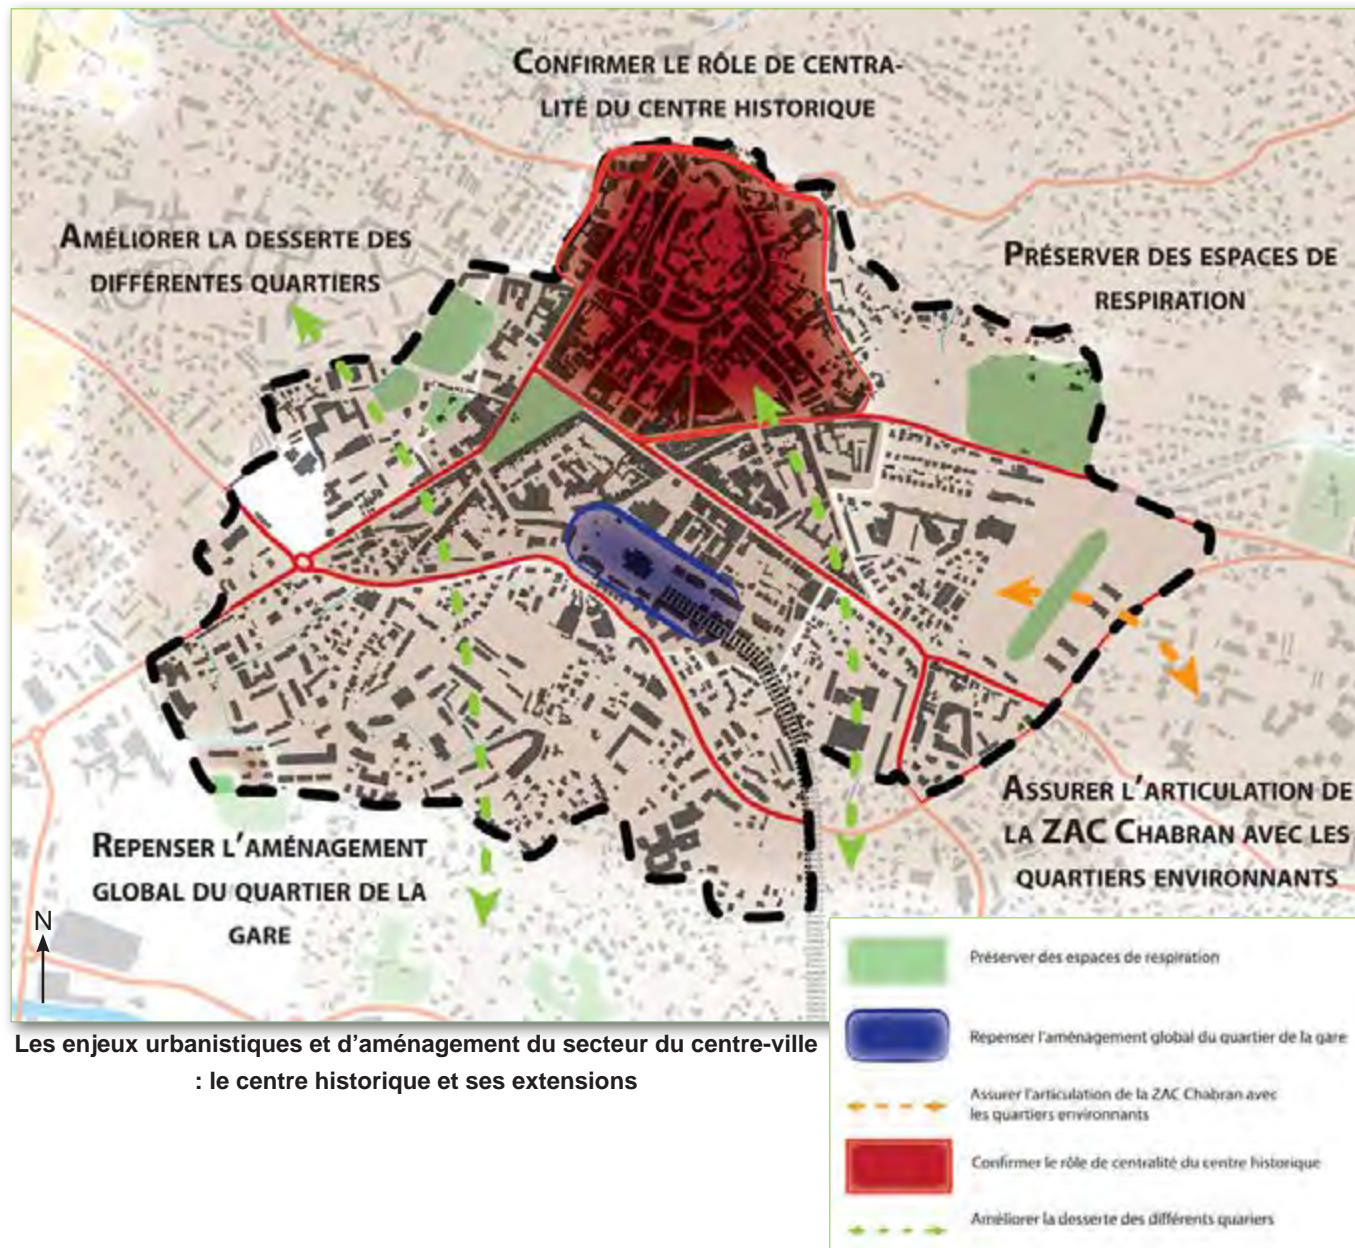 CONFIRMER LE RÔLE DE CENTRA-
LITÉ DU CENTRE HISTORIQUE
AMÉLIORER LA DESSERTE DES
DIFFÉRENTES QUARTIERS
PRÉSERVER DES ESPACES DE
RESPIRATION
ASSURER L'ARTICULATION DE
LA ZAC CHABRAN AVEC LES
QUARTIERS ENVIRONNANTS
REPENSER L'AMÉNAGEMENT
GLOBAL DU QUARTIER DE LA
GARE
N
Les enjeux urbanistiques et d’aménagement du secteur du centre-ville
: le centre historique et ses extensions
Préserver des espaces de respiration
Repenser l'aménagement global du quartier de la gare
Assurer l'articulation de la ZAC Chabran avec
les quartiers environnants
Confirmer le rôle de centralité du centre historique
Améliorer la desserte des différents quariers